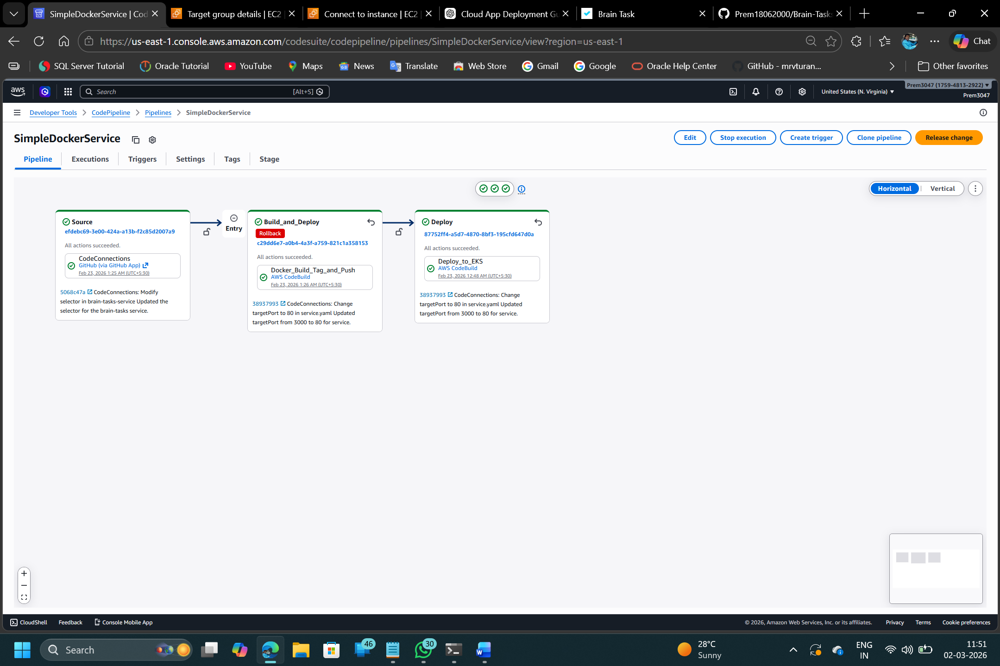 SimpleDockerService | Cod
Target group details | EC2
Connect to instance | EC2
Cloud App Deployment Gu
Brain Task
Prem18062000/Brain-Task
https://us-east-1.console.aws.amazon.com/codesuite/codepipeline/pipelines/SimpleDockerService/view?region=us-east-1
Chat
SQL Server Tutorial
Oracle Tutorial
YouTube
Maps
News
Translate
Web Store
Gmail
Google
Oracle Help Center
GitHub - mrvturan...
Other favorites
aws
Search
[Alt+S]
United States (N. Virginia)
Prem3047 (1759-4813-2922)
Prem3047
Developer Tools
CodePipeline
Pipelines
SimpleDockerService
SimpleDockerService
Edit
Stop execution
Create trigger
Clone pipeline
Release change
Pipeline
Executions
Triggers
Settings
Tags
Stage
Horizontal
Vertical
Source
efdebc69-3e00-424a-a13b-f2c85d2007a9
All actions succeeded.
CodeConnections
GitHub (via GitHub App)
Feb 23, 2026 1:25 AM (UTC+5:30)
5068c47a CodeConnections: Modify
selector in brain-tasks-service Updated the
selector for the brain-tasks service.
Entry
Build_and_Deploy
Rollback
c29dd6e7-a0b4-4a3f-a759-821c1a358153
All actions succeeded.
Docker_Build_Tag_and_Push
AWS CodeBuild
Feb 23, 2026 1:26 AM (UTC+5:30)
38937993 CodeConnections: Change
targetPort to 80 in service.yaml Updated
targetPort from 3000 to 80 for service.
Deploy
87752ff4-a5d7-4870-8bf3-195cfd647d0a
All actions succeeded.
Deploy_to_EKS
AWS CodeBuild
Feb 23, 2026 12:48 AM (UTC+5:30)
38937993 CodeConnections: Change
targetPort to 80 in service.yaml Updated
targetPort from 3000 to 80 for service.
CloudShell
Feedback
Console Mobile App
© 2026, Amazon Web Services, Inc. or its affiliates.
Privacy
Terms
Cookie preferences
Search
46
30
28°C
Sunny
ENG
IN
11:51
02-03-2026